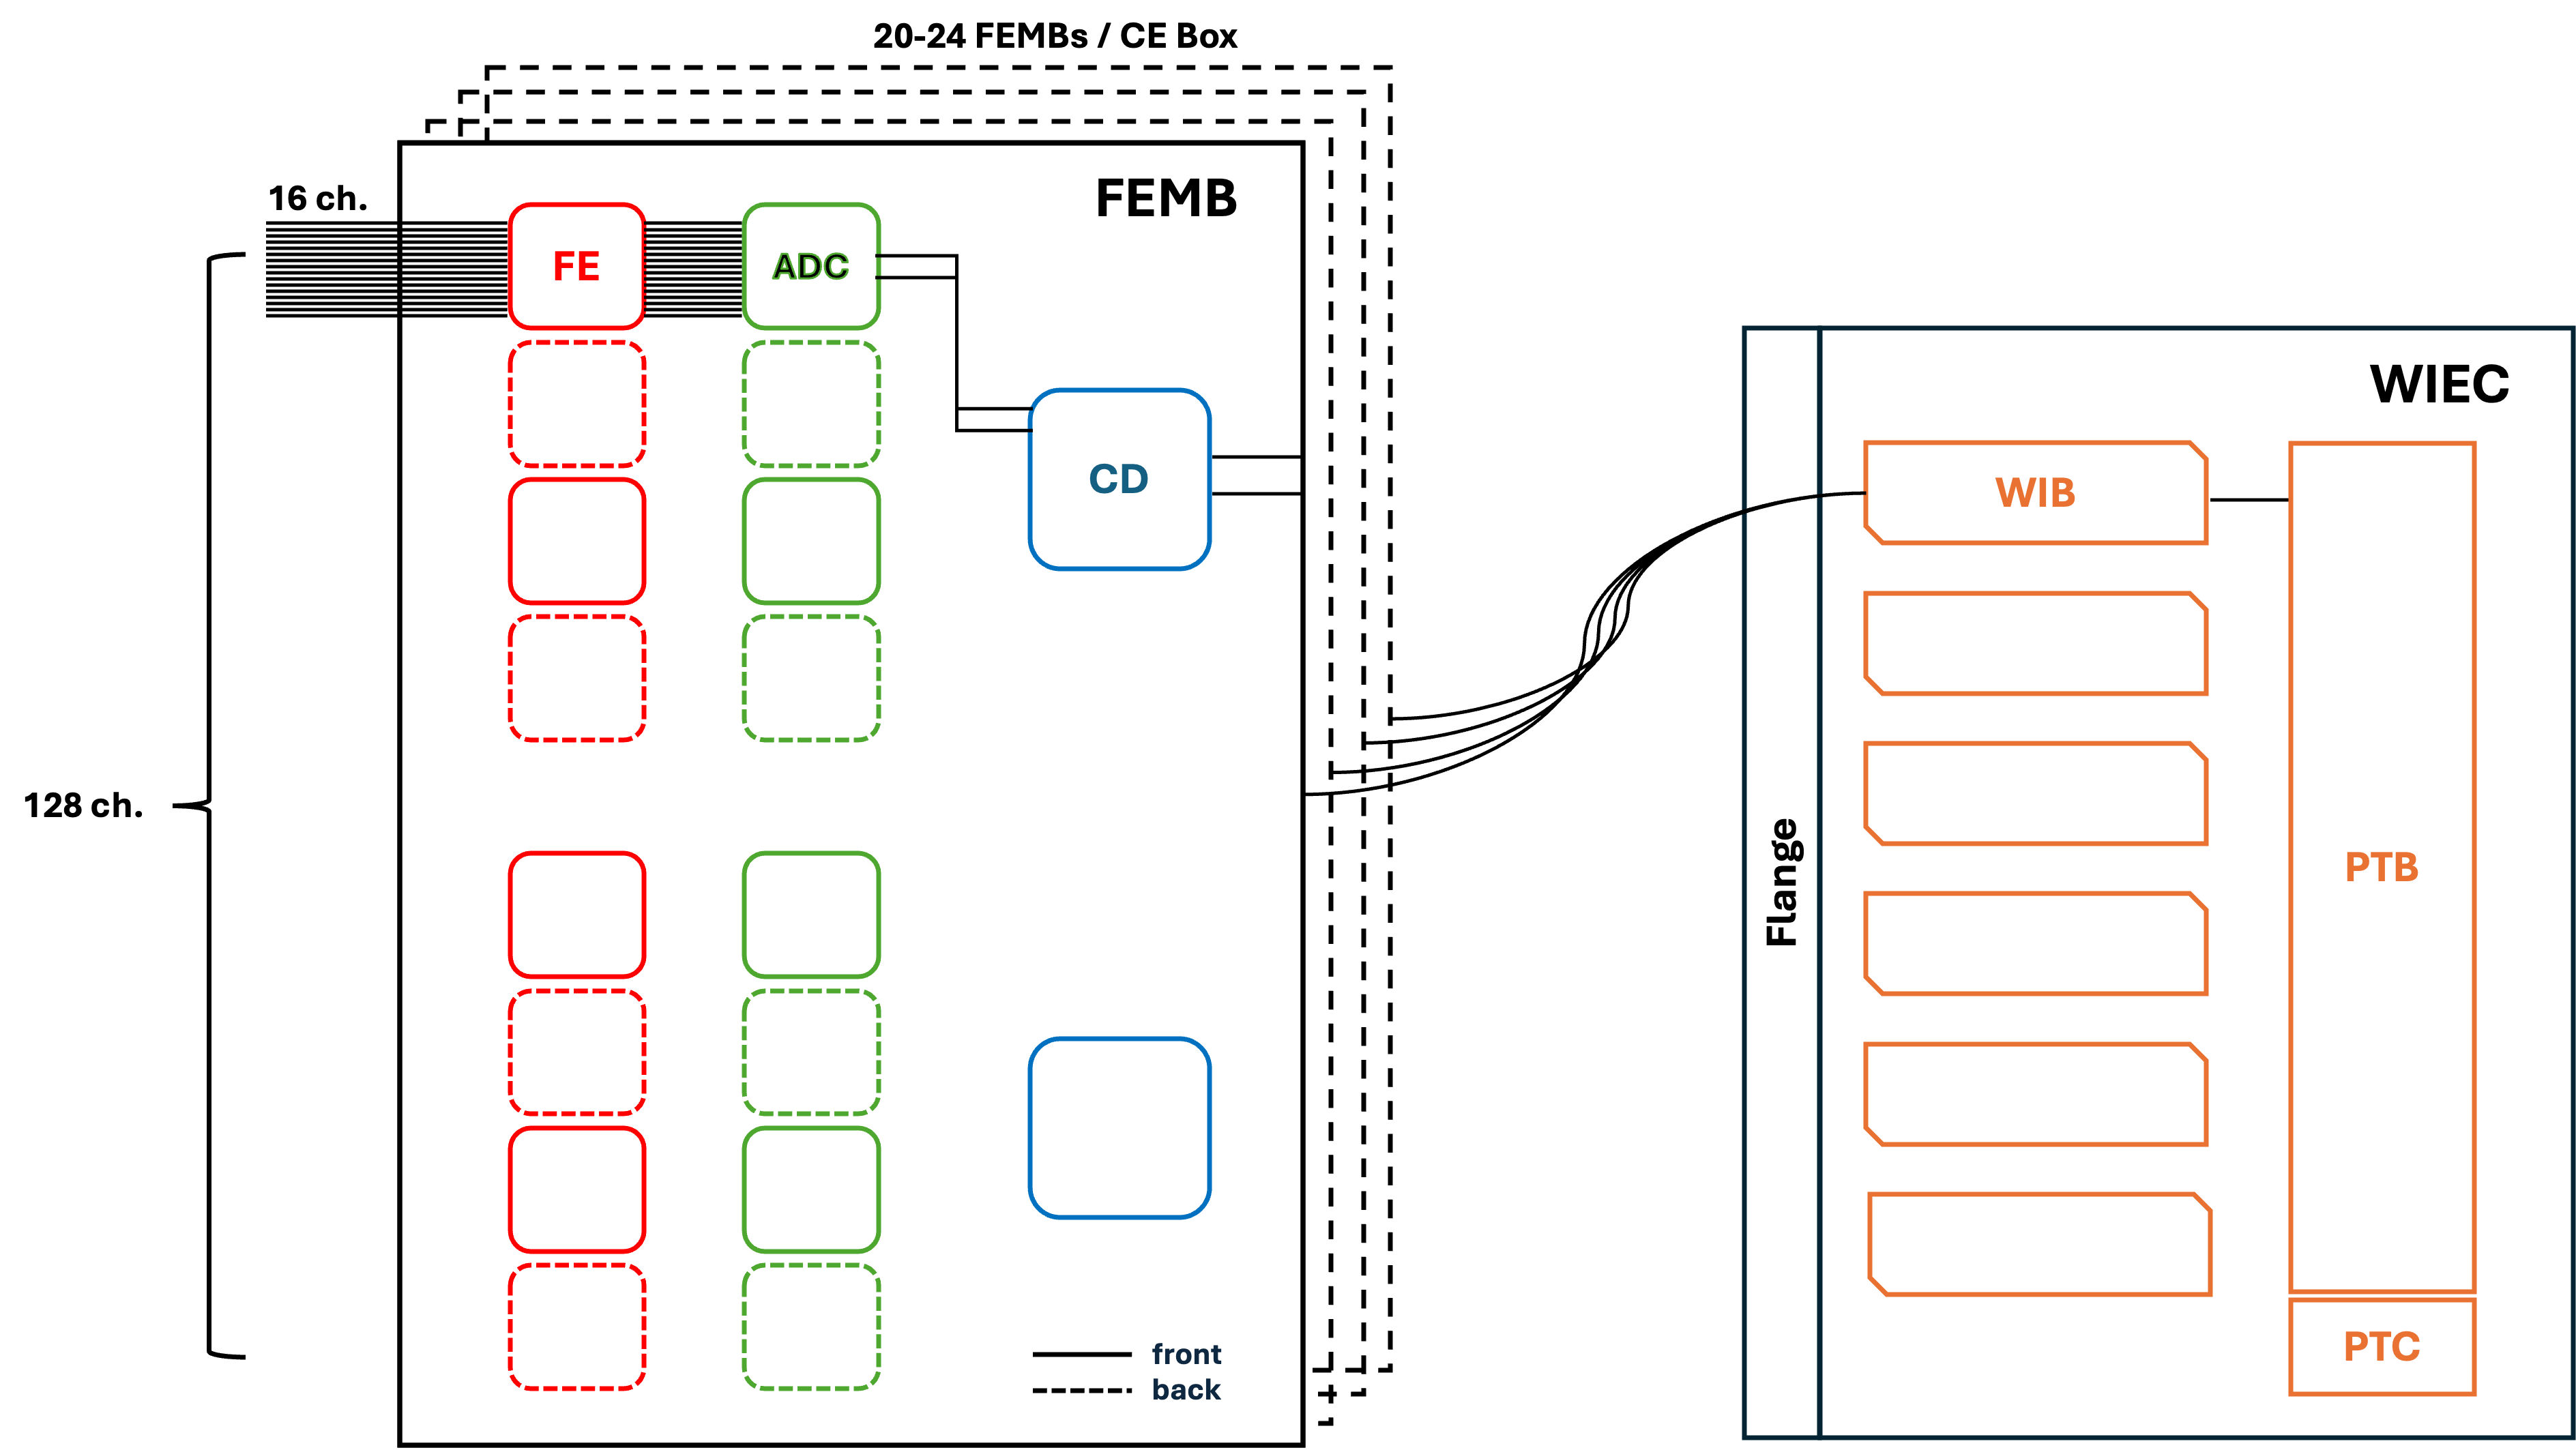 20-24 FEMBs / CE Box
FEMB
16 ch.
FE
ADC
CD
128 ch.
front
back
WIEC
WIB
Flange
PTB
PTC